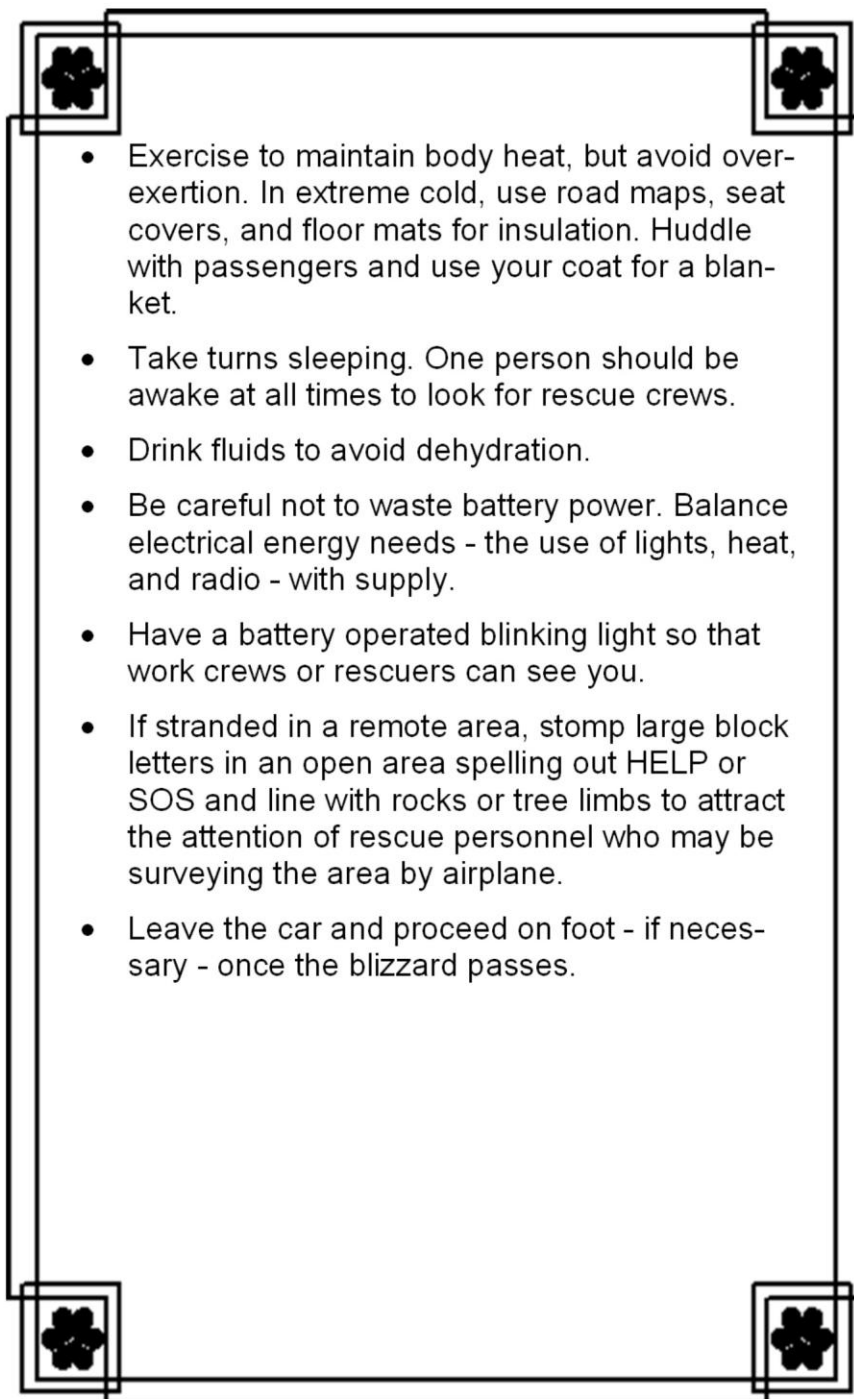 • Exercise to maintain body heat, but avoid over-
exertion. In extreme cold, use road maps, seat
covers, and floor mats for insulation. Huddle
with passengers and use your coat for a blan-
ket.
• Take turns sleeping. One person should be
awake at all times to look for rescue crews.
• Drink fluids to avoid dehydration.
• Be careful not to waste battery power. Balance
electrical energy needs - the use of lights, heat,
and radio - with supply.
• Have a battery operated blinking light so that
work crews or rescuers can see you.
• If stranded in a remote area, stomp large block
letters in an open area spelling out HELP or
SOS and line with rocks or tree limbs to attract
the attention of rescue personnel who may be
surveying the area by airplane.
• Leave the car and proceed on foot - if neces-
sary - once the blizzard passes.